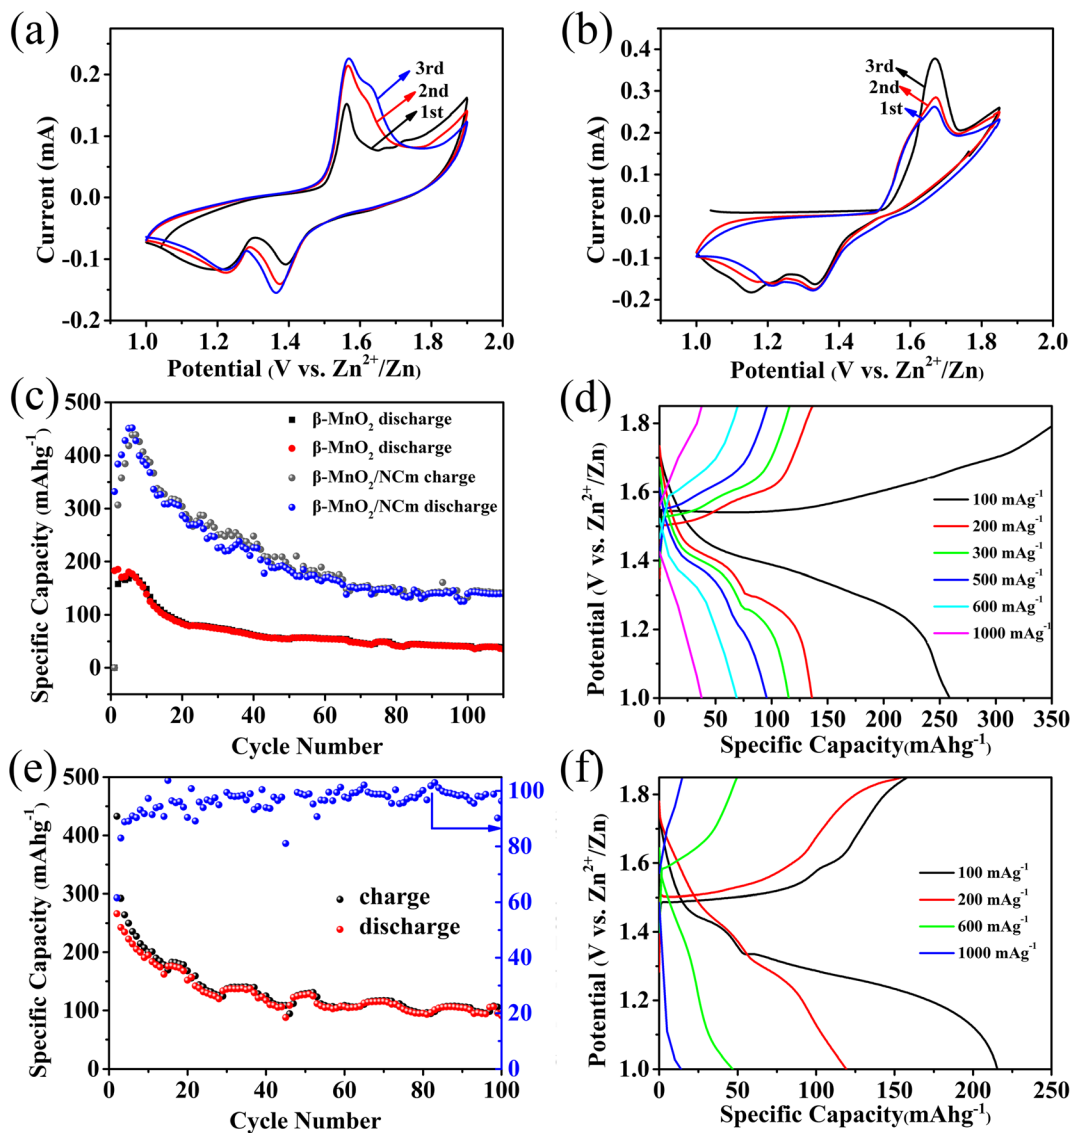 (a)
0.2
0.1
0.0
-0.1
-0.2
Current (mA)
3rd
2nd
1st
1.0 1.2 1.4 1.6 1.8 2.0
Potential (V vs. Zn²⁺/Zn)
(b)
0.4
0.3
0.2
0.1
0.0
-0.1
-0.2
Current (mA)
3rd
2nd
1st
1.0 1.2 1.4 1.6 1.8 2.0
Potential (V vs. Zn²⁺/Zn)
(c)
500
400
300
200
100
0
Specific Capacity (mAhg⁻¹)
β-MnO₂ discharge
β-MnO₂ discharge
β-MnO₂/NCm charge
β-MnO₂/NCm discharge
0 20 40 60 80 100
Cycle Number
(d)
1.8
1.6
1.4
1.2
1.0
Potential (V vs. Zn²⁺/Zn)
100 mAg⁻¹
200 mAg⁻¹
300 mAg⁻¹
500 mAg⁻¹
600 mAg⁻¹
1000 mAg⁻¹
0 50 100 150 200 250 300 350
Specific Capacity(mAhg⁻¹)
(e)
500
400
300
200
100
0
Specific Capacity (mAhg⁻¹)
charge
discharge
100
80
60
40
20
0
0 20 40 60 80 100
Cycle Number
(f)
1.8
1.6
1.4
1.2
1.0
Potential (V vs. Zn²⁺/Zn)
100 mAg⁻¹
200 mAg⁻¹
600 mAg⁻¹
1000 mAg⁻¹
0 50 100 150 200 250
Specific Capacity(mAhg⁻¹)